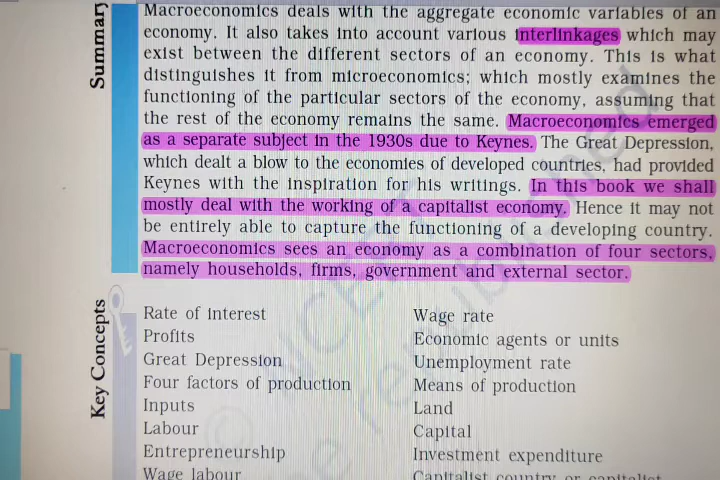 Summary
Macroeconomics deals with the aggregate economic variables of an
economy. It also takes into account various interlinkages which may
exist between the different sectors of an economy. This is what
distinguishes it from microeconomics; which mostly examines the
functioning of the particular sectors of the economy, assuming that
the rest of the economy remains the same. Macroeconomics emerged
as a separate subject in the 1930s due to Keynes. The Great Depression,
which dealt a blow to the economies of developed countries, had provided
Keynes with the inspiration for his writings. In this book we shall
mostly deal with the working of a capitalist economy. Hence it may not
be entirely able to capture the functioning of a developing country.
Macroeconomics sees an economy as a combination of four sectors,
namely households, firms, government and external sector.
Key Concepts
Rate of interest
Profits
Great Depression
Four factors of production
Inputs
Labour
Entrepreneurship
Wage labour
Wage rate
Economic agents or units
Unemployment rate
Means of production
Land
Capital
Investment expenditure
Capitalist country or capitalist
© NCERT
be republished